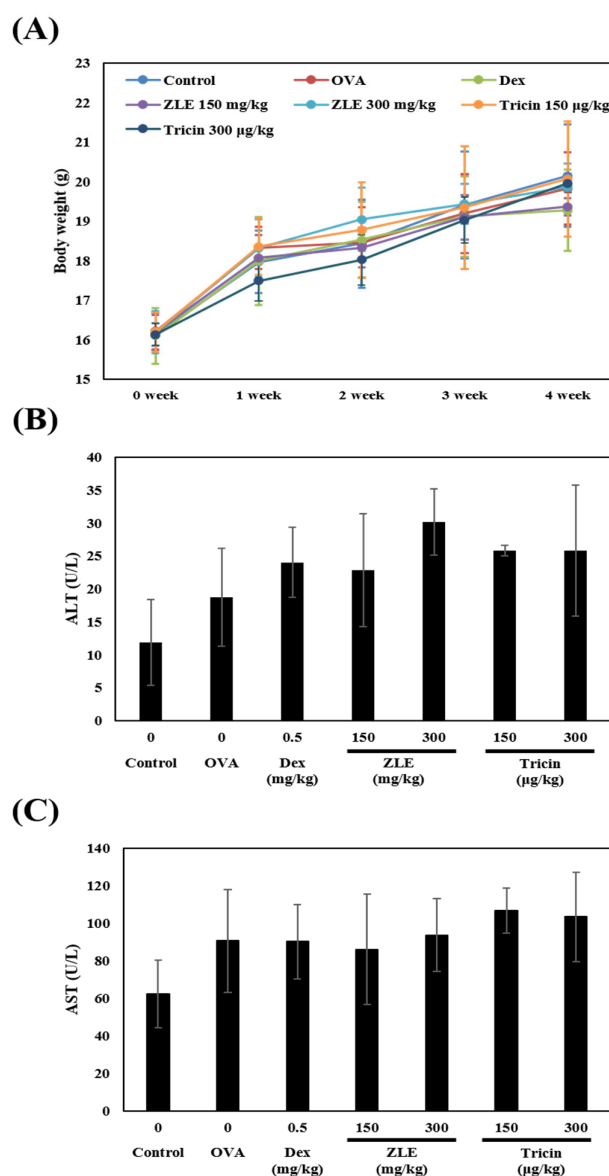 (A)
23
22
21
20
19
18
17
16
15
Body weight (g)
Control
OVA
Dex
ZLE 150 mg/kg
ZLE 300 mg/kg
Tricin 150 µg/kg
Tricin 300 µg/kg
0 week 1 week 2 week 3 week 4 week
(B)
40
35
30
25
20
15
10
5
0
ALT (U/L)
0 0 0.5 150 300 150 300
Control OVA Dex ZLE Tricin
(mg/kg) (mg/kg) (µg/kg)
(C)
140
120
100
80
60
40
20
0
AST (U/L)
0 0 0.5 150 300 150 300
Control OVA Dex ZLE Tricin
(mg/kg) (mg/kg) (µg/kg)